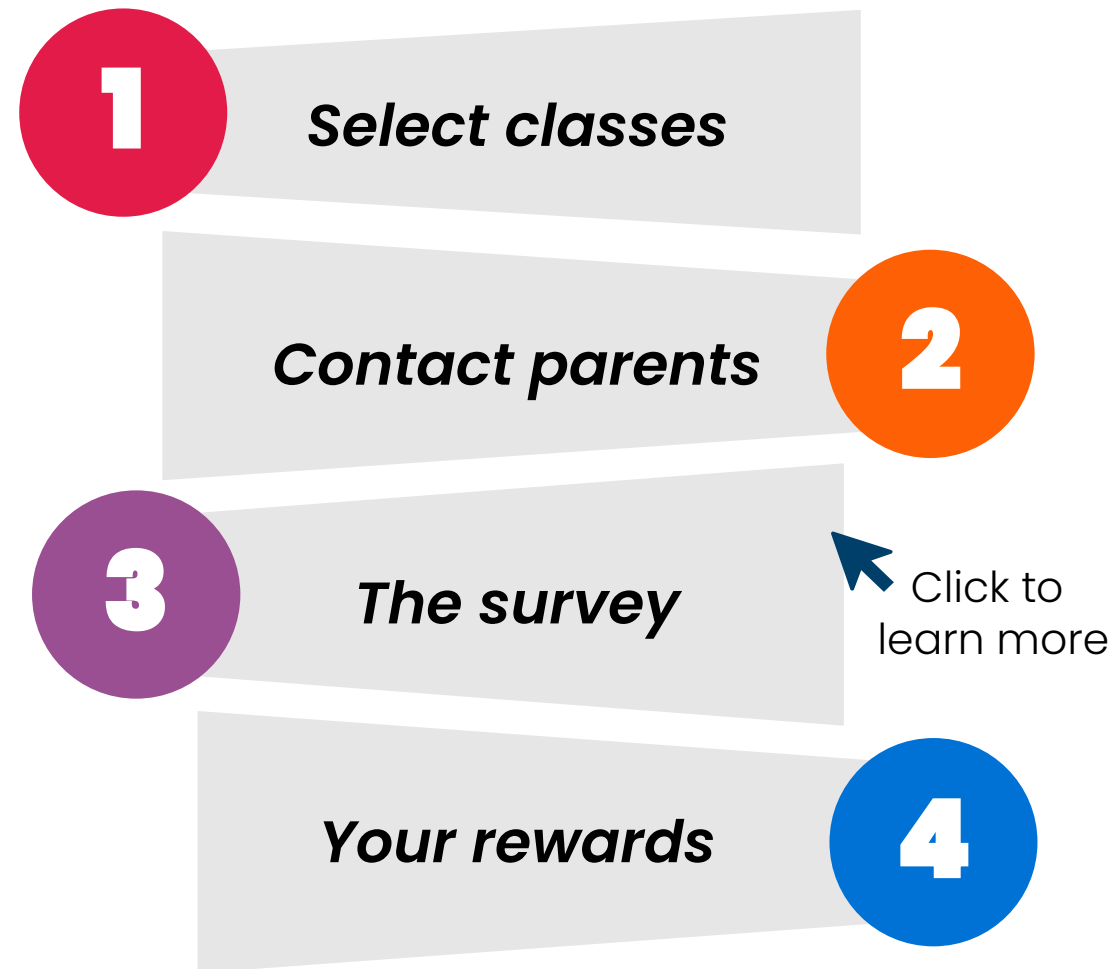 1
Select classes
Contact parents
2
3
The survey
Click to
learn more
Your rewards
4